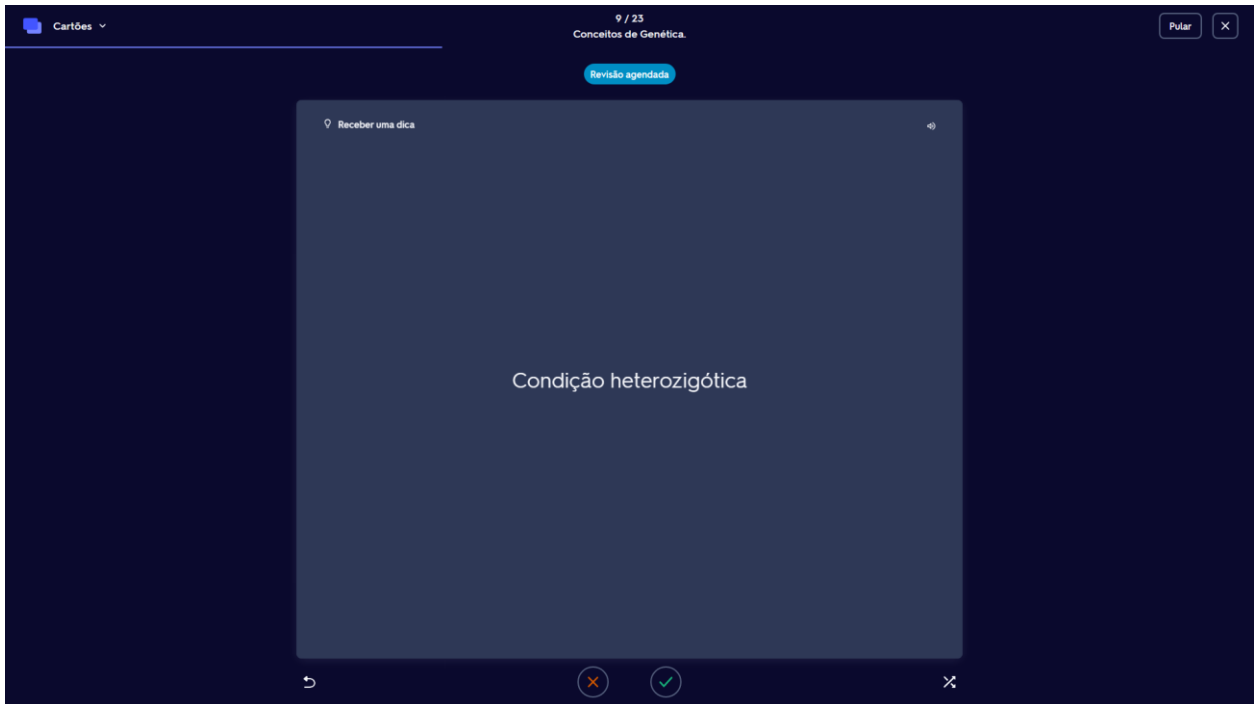 Cartões
9 / 23
Conceitos de Genética.
Pular
Revisão agendada
Receber uma dica
Condição heterozigótica